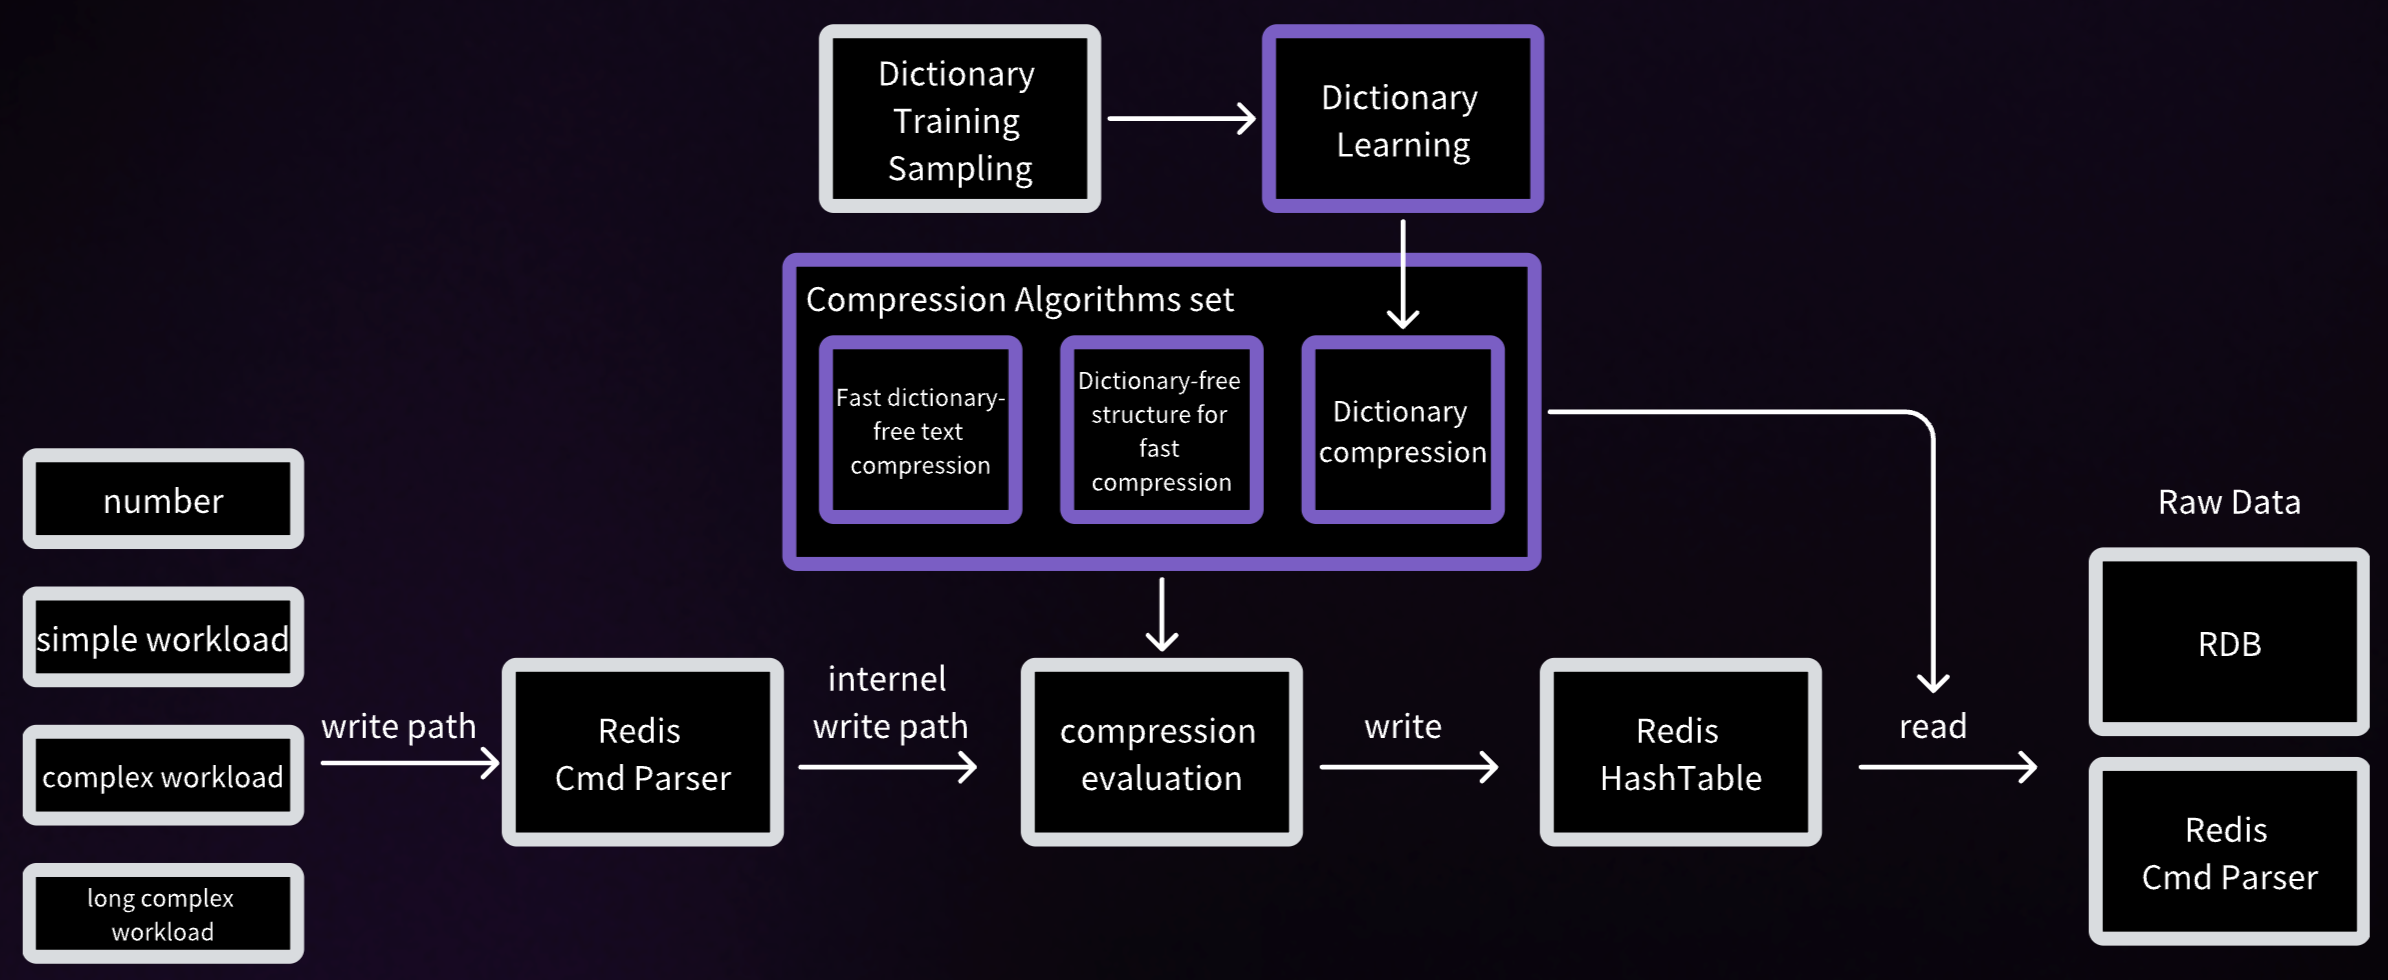 Dictionary
Training
Sampling
Dictionary
Learning
Compression Algorithms set
Fast dictionary-
free text
compression
Dictionary-free
structure for
fast
compression
Dictionary
compression
number
simple workload
complex workload
long complex
workload
write path
Redis
Cmd Parser
internel
write path
compression
evaluation
write
Redis
HashTable
read
Raw Data
RDB
Redis
Cmd Parser